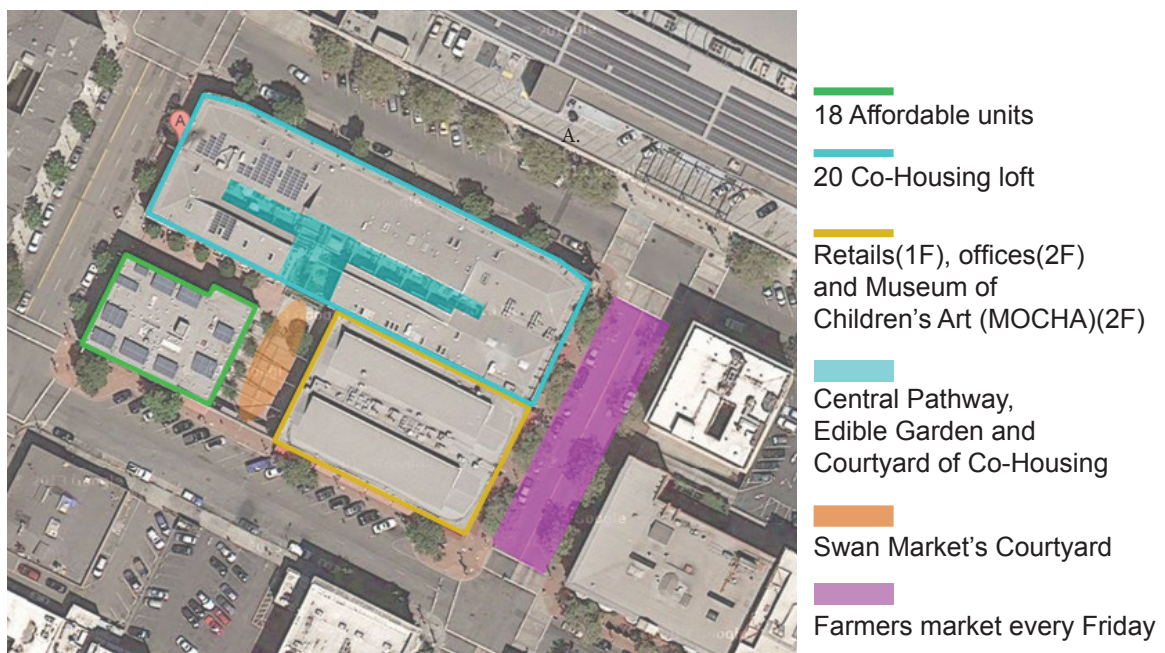 A
A.
18 Affordable units
20 Co-Housing loft
Retails(1F), offices(2F)
and Museum of
Children's Art (MOCHA)(2F)
Central Pathway,
Edible Garden and
Courtyard of Co-Housing
Swan Market's Courtyard
Farmers market every Friday